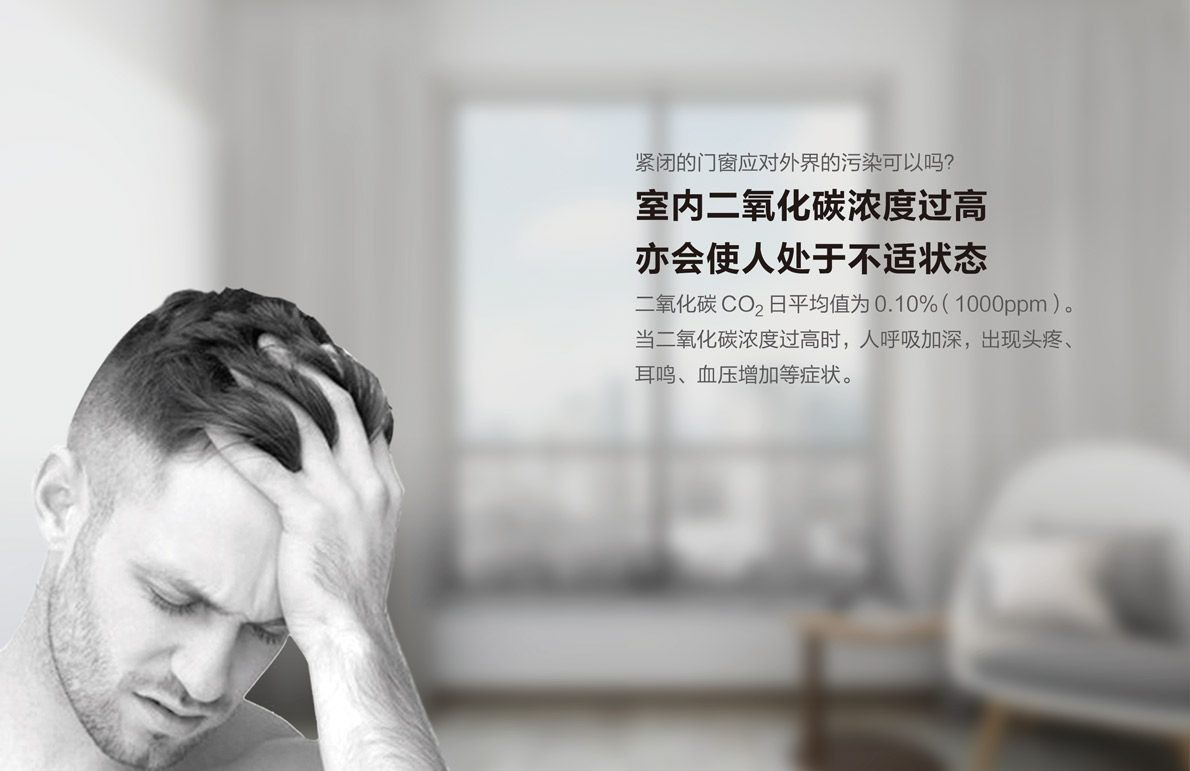 紧闭的门窗应对外界的污染可以吗？
室内二氧化碳浓度过高
亦会使人处于不适状态
二氧化碳 CO₂ 日平均值为 0.10%（1000ppm）。
当二氧化碳浓度过高时，人呼吸加深，出现头疼、
耳鸣、血压增加等症状。